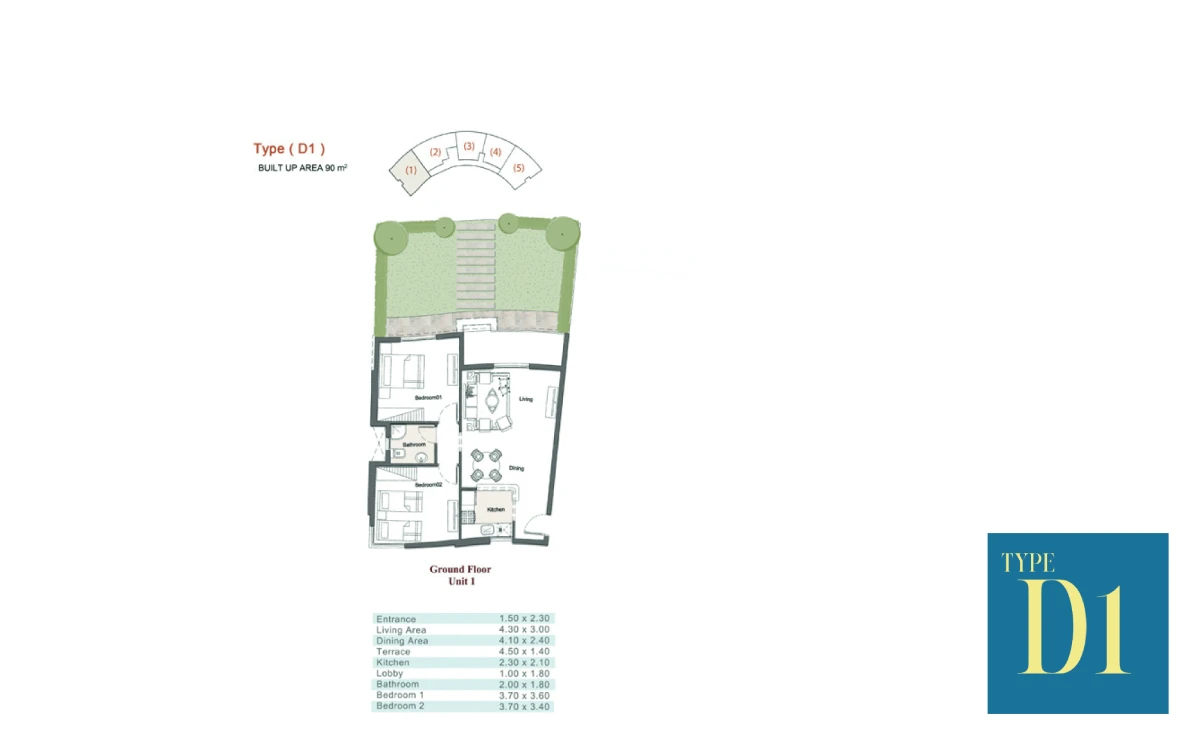 Type ( D1 )
BUILT UP AREA 90 m²
(1)
(2)
(3)
(4)
(5)
Bedroom01
Living
Bathroom
Dining
Bedroom02
Kitchen
Ground Floor
Unit 1
Entrance 1.50 x 2.30
Living Area 4.30 x 3.00
Dining Area 4.10 x 2.40
Terrace 4.50 x 1.40
Kitchen 2.30 x 2.10
Lobby 1.00 x 1.80
Bathroom 2.00 x 1.80
Bedroom 1 3.70 x 3.60
Bedroom 2 3.70 x 3.40
TYPE
D1